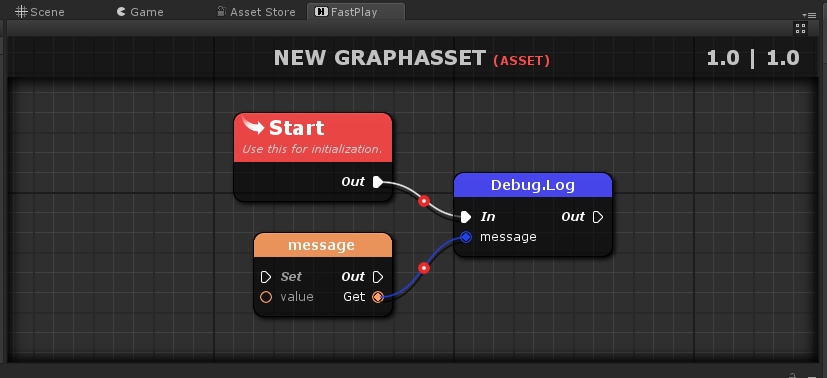 Scene
Game
Asset Store
FastPlay
NEW GRAPHASSET (ASSET)
1.0 | 1.0
Start
Use this for initialization.
Out
Debug.Log
In Out
message
message
Set Out
value Get